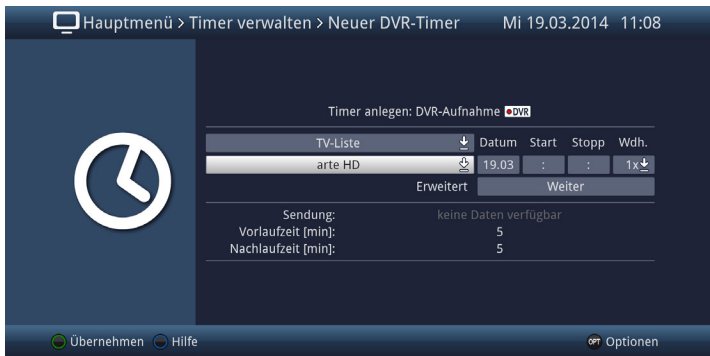 Hauptmenü > Timer verwalten > Neuer DVR-Timer Mi 19.03.2014 11:08
Timer anlegen: DVR-Aufnahme DVR
TV-Liste Datum Start Stopp Wdh.
arte HD 19.03 : : 1x
Erweitert Weiter
Sendung: keine Daten verfügbar
Vorlaufzeit [min]: 5
Nachlaufzeit [min]: 5
Übernehmen Hilfe OPT Optionen